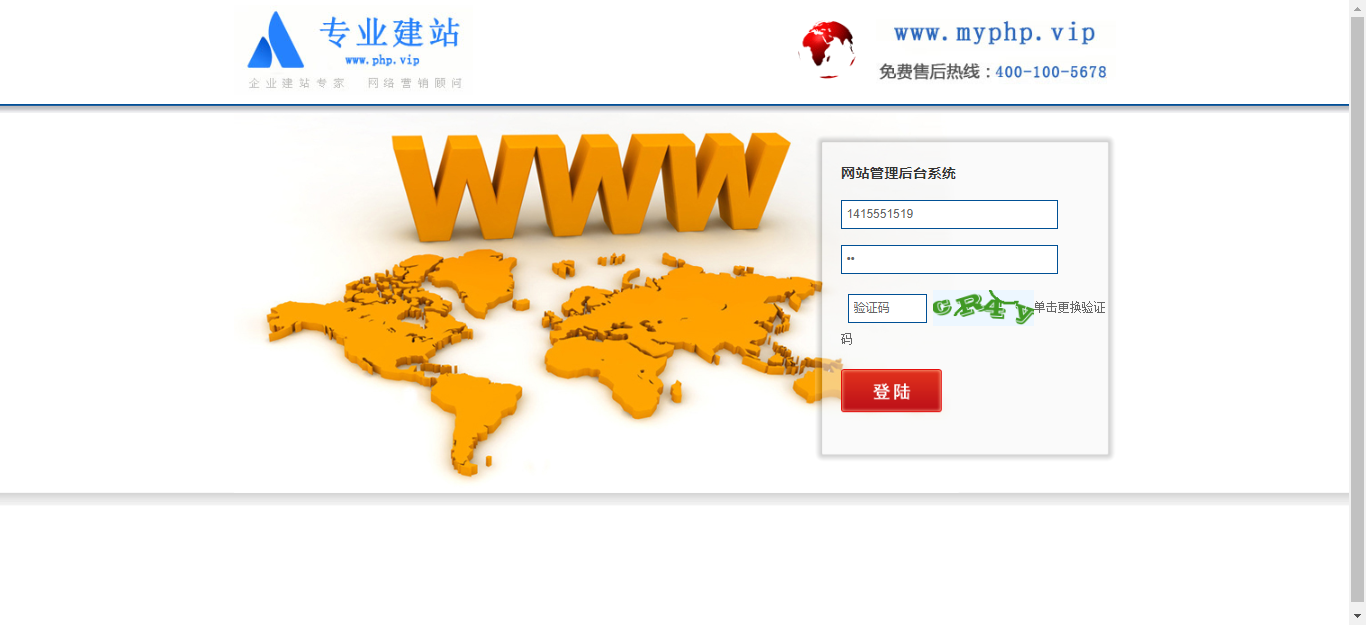 专业建站
www.php.vip
企业建站专家 网络营销顾问
www.myphp.vip
免费售后热线：400-100-5678
WWW
网站管理后台系统
1415551519
••
验证码
单击更换验证
码
登陆